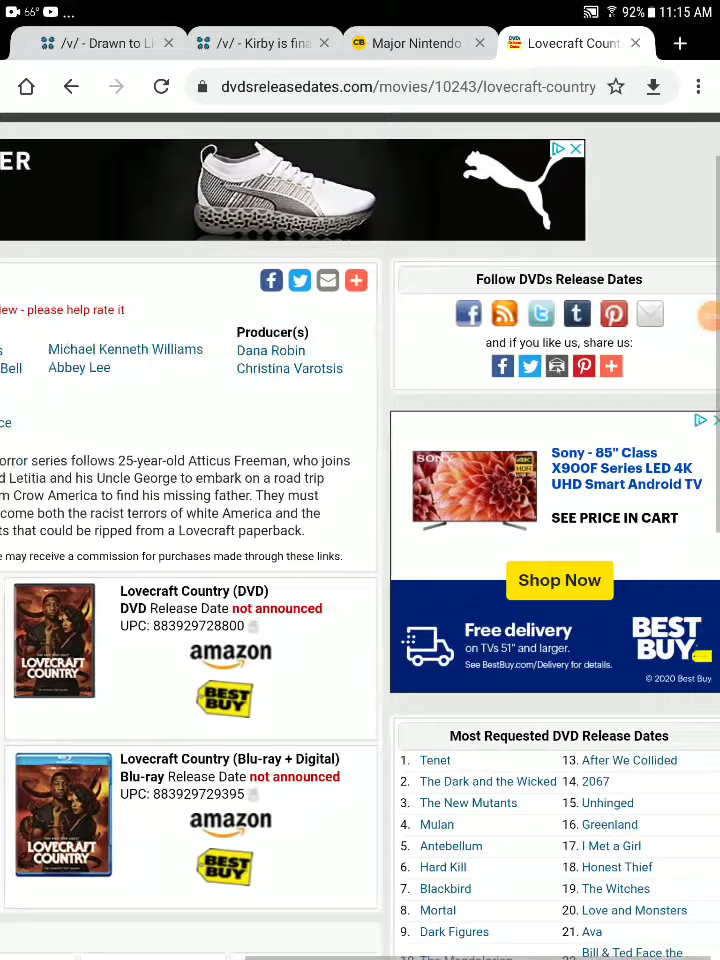 66° ...
92% 11:15 AM
/v/ - Drawn to Li
/v/ - Kirby is fina
CB Major Nintendo
Lovecraft Count
dvdsreleasedates.com/movies/10243/lovecraft-country
ER
Follow DVDs Release Dates
and if you like us, share us:
ew - please help rate it
Producer(s)
s Michael Kenneth Williams Dana Robin
Bell Abbey Lee Christina Varotsis
ce
orror series follows 25-year-old Atticus Freeman, who joins
d Letitia and his Uncle George to embark on a road trip
m Crow America to find his missing father. They must
come both the racist terrors of white America and the
ts that could be ripped from a Lovecraft paperback.
e may receive a commission for purchases made through these links.
SONY
4K
HDR
Sony - 85" Class
X900F Series LED 4K
UHD Smart Android TV
SEE PRICE IN CART
Shop Now
Free delivery
on TVs 51" and larger.
See BestBuy.com/Delivery for details.
BEST
BUY
© 2020 Best Buy
LOVECRAFT
COUNTRY
Lovecraft Country (DVD)
DVD Release Date not announced
UPC: 883929728800
amazon
BEST
BUY
LOVECRAFT
COUNTRY
Lovecraft Country (Blu-ray + Digital)
Blu-ray Release Date not announced
UPC: 883929729395
amazon
BEST
BUY
Most Requested DVD Release Dates
1. Tenet
2. The Dark and the Wicked
3. The New Mutants
4. Mulan
5. Antebellum
6. Hard Kill
7. Blackbird
8. Mortal
9. Dark Figures
10. The Mandalorian
13. After We Collided
14. 2067
15. Unhinged
16. Greenland
17. I Met a Girl
18. Honest Thief
19. The Witches
20. Love and Monsters
21. Ava
Bill & Ted Face the